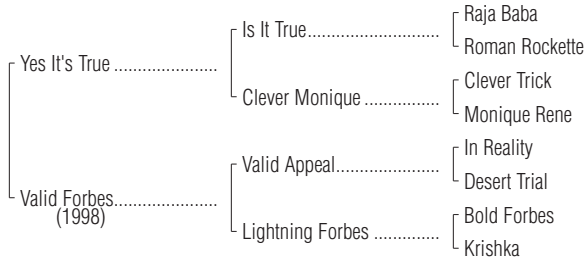 Raja Baba
Is It True..............................
Roman Rockette
Yes It's True .......................
Clever Trick
Clever Monique .................
Monique Rene
In Reality
Valid Appeal.......................
Desert Trial
Valid Forbes.......................
(1998)
Bold Forbes
Lightning Forbes ..............
Krishka